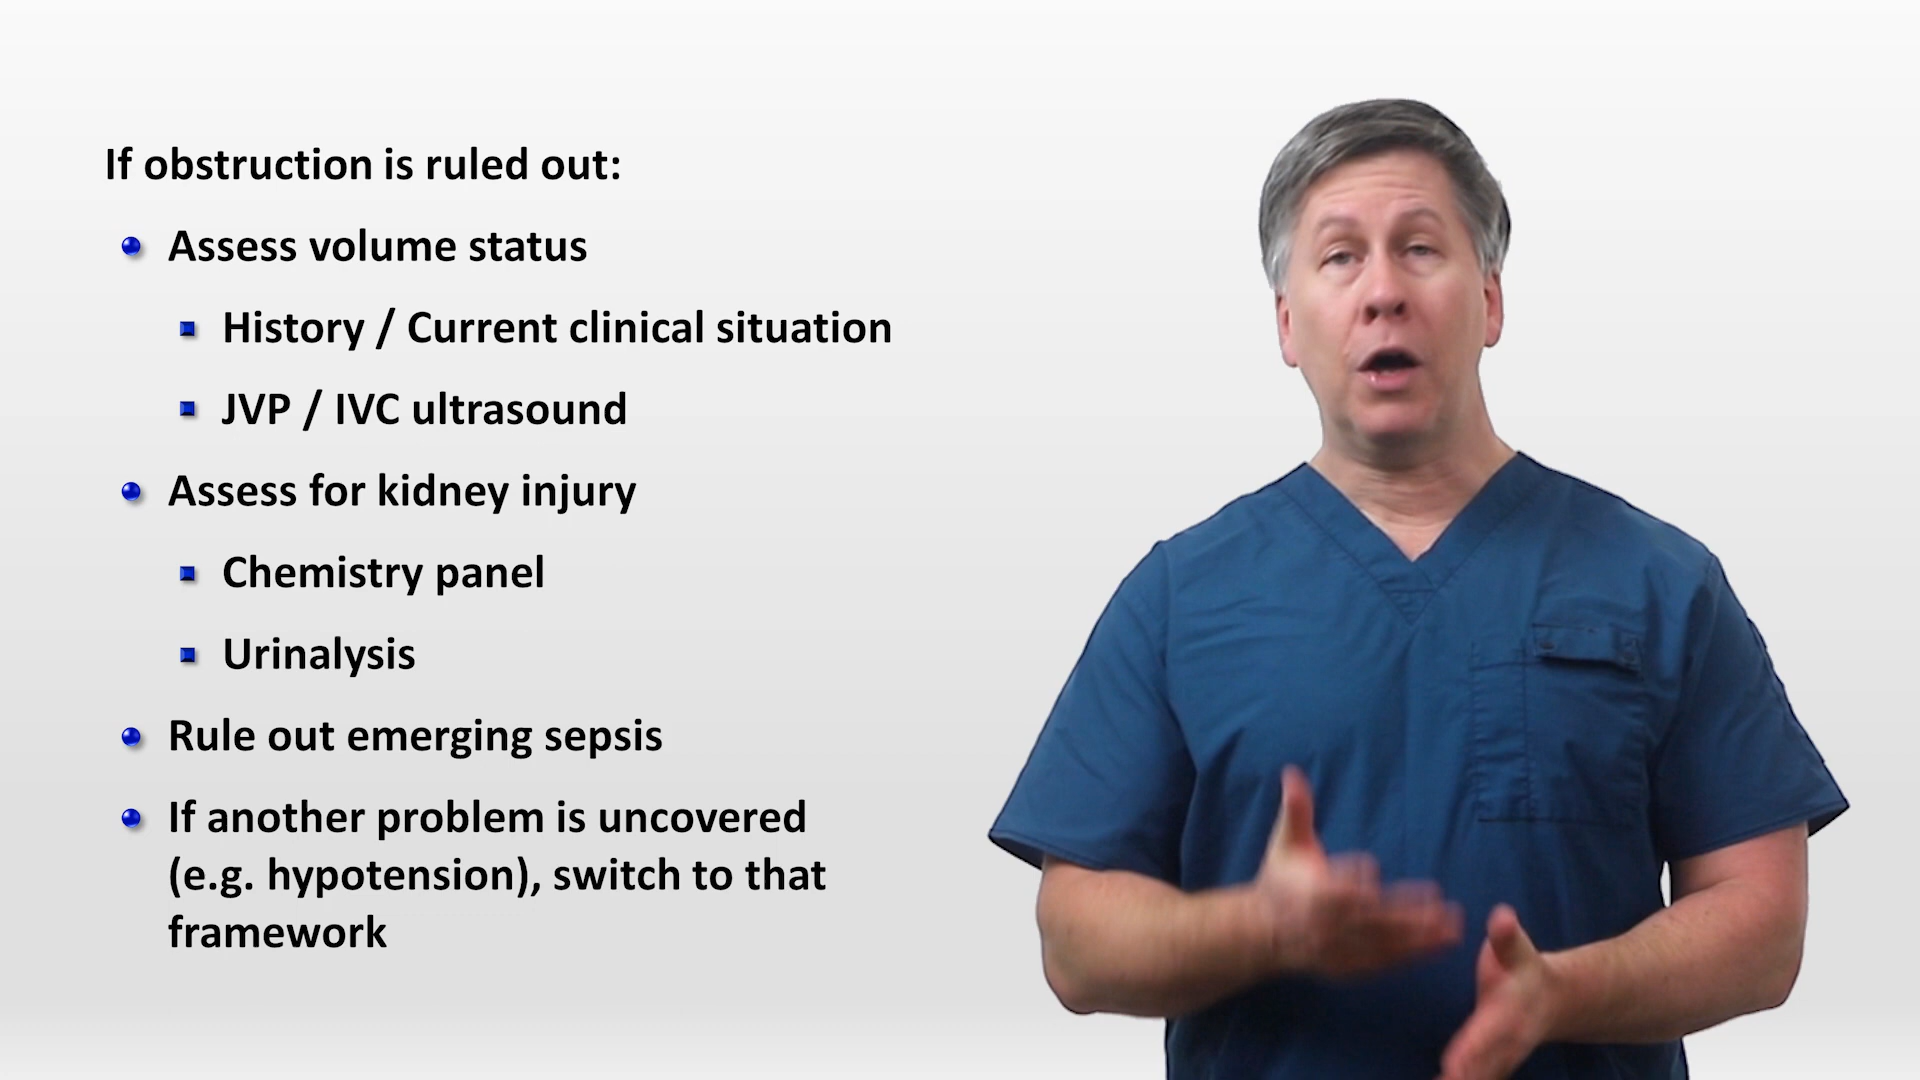 If obstruction is ruled out:
Assess volume status
History / Current clinical situation
JVP / IVC ultrasound
Assess for kidney injury
Chemistry panel
Urinalysis
Rule out emerging sepsis
If another problem is uncovered
(e.g. hypotension), switch to that
framework